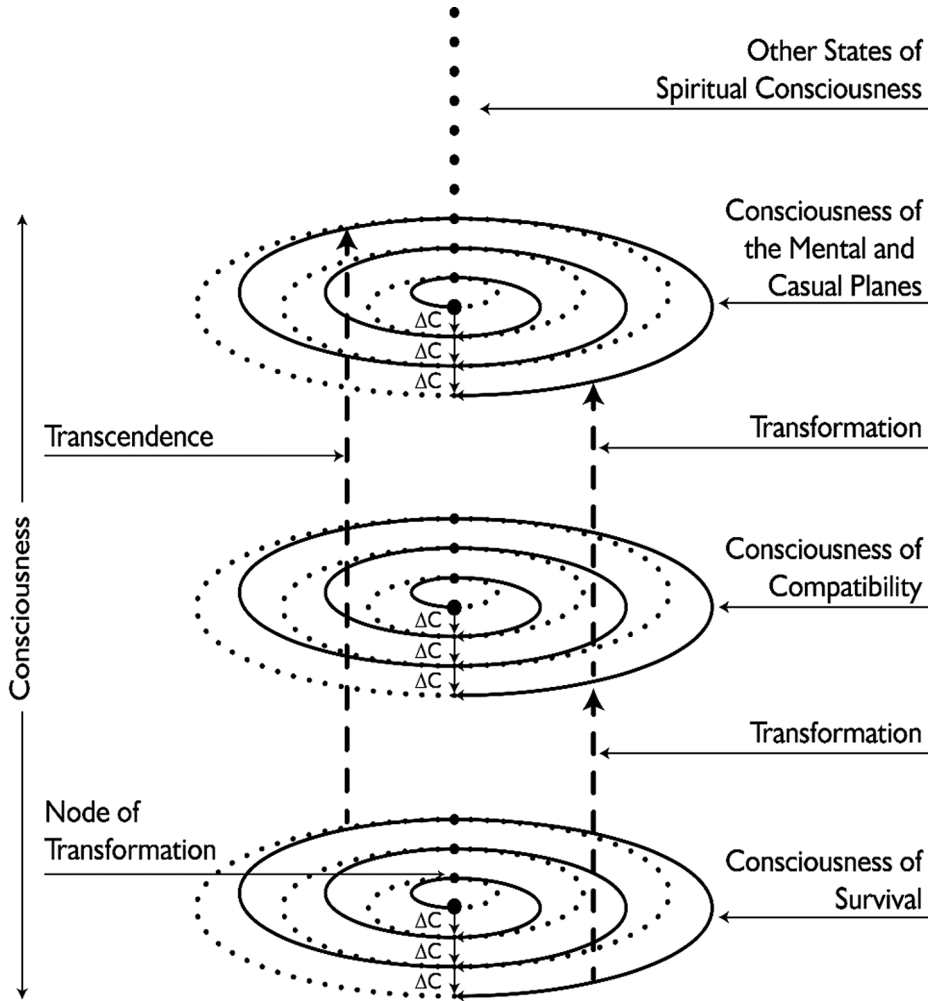 Other States of
Spiritual Consciousness
Consciousness of
the Mental and
Casual Planes
ΔC
ΔC
ΔC
Transcendence
Transformation
Consciousness
Consciousness of
Compatibility
ΔC
ΔC
ΔC
Transformation
Node of
Transformation
Consciousness of
Survival
ΔC
ΔC
ΔC